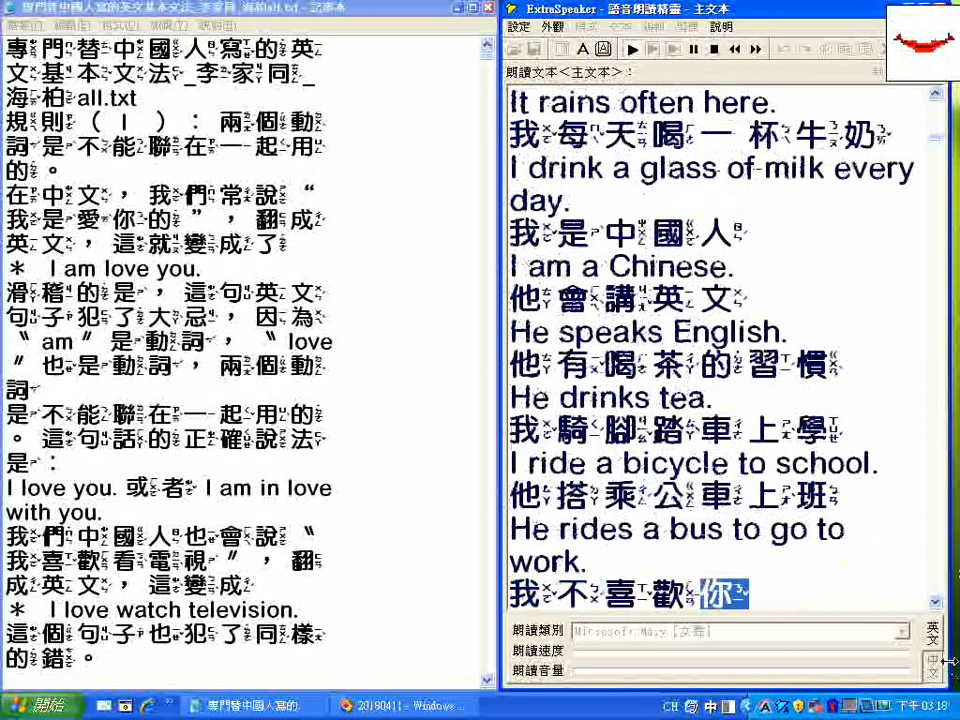 專門替中國人寫的英文基本文法_李家同_海柏all.txt - 記事本
專門替中國人寫的英
文基本文法_李家同_
海柏all.txt
規則（I）：兩個動
詞是不能聯在一起用
的。
在中文，我們常說“
我是愛你的”，翻成
英文，這就變成了
＊ I am love you.
滑稽的是，這句英文
句子犯了大忌，因為
〝am〞是動詞，〝love
〞也是動詞，兩個動
詞
是不能聯在一起用的
。這句話的正確說法
是：
I love you. 或者 I am in love
with you.
我們中國人也會說〝
我喜歡看電視〞，翻
成英文，這變成
＊ I love watch television.
這個句子也犯了同樣
的錯。
ExtraSpeaker - 語音朗讀精靈 - 主文本
設定 外觀 格式 文本 編輯 視窗 說明
朗讀文本<主文本>：
It rains often here.
我每天喝一杯牛奶
I drink a glass of milk every
day.
我是中國人
I am a Chinese.
他會講英文
He speaks English.
他有喝茶的習慣
He drinks tea.
我騎腳踏車上學
I ride a bicycle to school.
他搭乘公車上班
He rides a bus to go to
work.
我不喜歡你
朗讀類別 Microsoft Mary【女聲】
朗讀速度
朗讀音量
英文
中文
開始
專門替中國人寫的.
20180411 - Windows ...
CH 中
下午 03:18